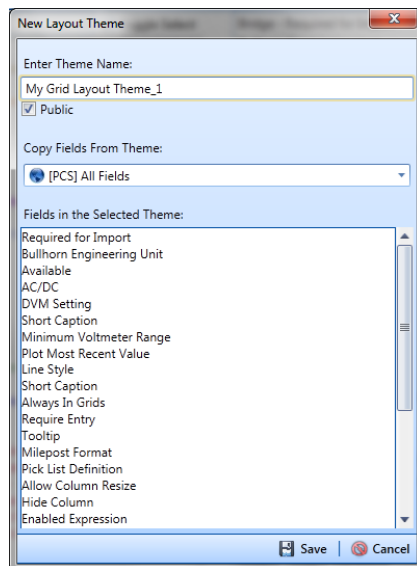 New Layout Theme
Enter Theme Name:
My Grid Layout Theme_1
Public
Copy Fields From Theme:
[PCS] All Fields
Fields in the Selected Theme:
Required for Import
Bullhorn Engineering Unit
Available
AC/DC
DVM Setting
Short Caption
Minimum Voltmeter Range
Plot Most Recent Value
Line Style
Short Caption
Always In Grids
Require Entry
Tooltip
Milepost Format
Pick List Definition
Allow Column Resize
Hide Column
Enabled Expression
Save | Cancel